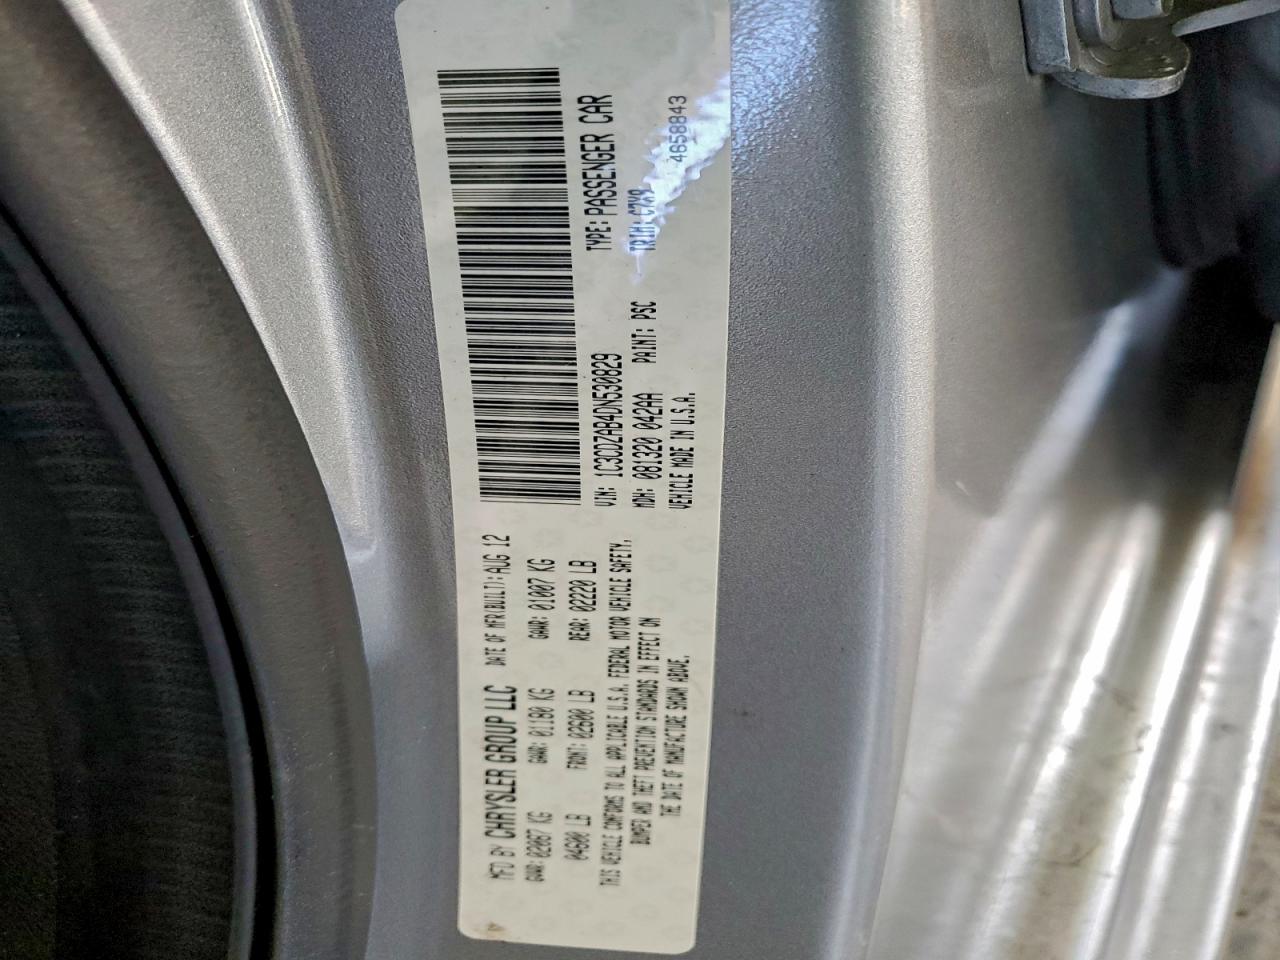 MFD BY CHRYSLER GROUP LLC DATE OF MFR(BUILT): AUG 12
GVWR: 02087 KG GAWR: 01180 KG GAWR: 01007 KG
04600 LB FRONT: 02600 LB REAR: 02220 LB
THIS VEHICLE CONFORMS TO ALL APPLICABLE U.S.A. FEDERAL MOTOR VEHICLE SAFETY,
BUMPER AND THEFT PREVENTION STANDARDS IN EFFECT ON
THE DATE OF MANUFACTURE SHOWN ABOVE.
VIN: 1C3CDZAB4DN530829 TYPE: PASSENGER CAR
MDH: 081320 042AA PAINT: PSC TRIM: C7X9
VEHICLE MADE IN U.S.A. 4658843